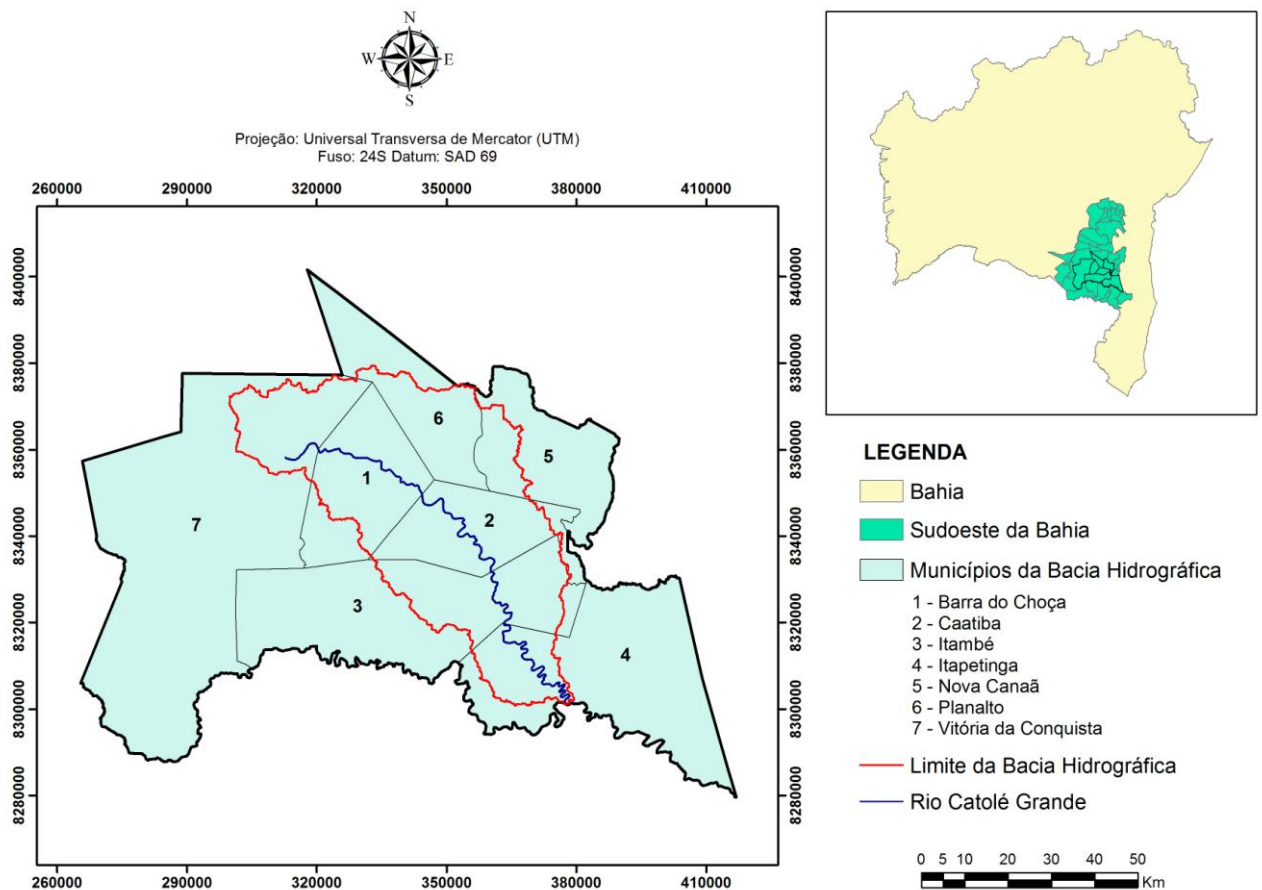 N
W E
S
Projeção: Universal Transversa de Mercator (UTM)
Fuso: 24S Datum: SAD 69
260000 290000 320000 350000 380000 410000
8400000 8400000
8380000 8380000
8360000 8360000
8340000 8340000
8320000 8320000
8300000 8300000
8280000 8280000
6
5
1
2
7
3
4
260000 290000 320000 350000 380000 410000
LEGENDA
Bahia
Sudoeste da Bahia
Municípios da Bacia Hidrográfica
1 - Barra do Choça
2 - Caatiba
3 - Itambé
4 - Itapetinga
5 - Nova Canaã
6 - Planalto
7 - Vitória da Conquista
Limite da Bacia Hidrográfica
Rio Catolé Grande
0 5 10 20 30 40 50
Km